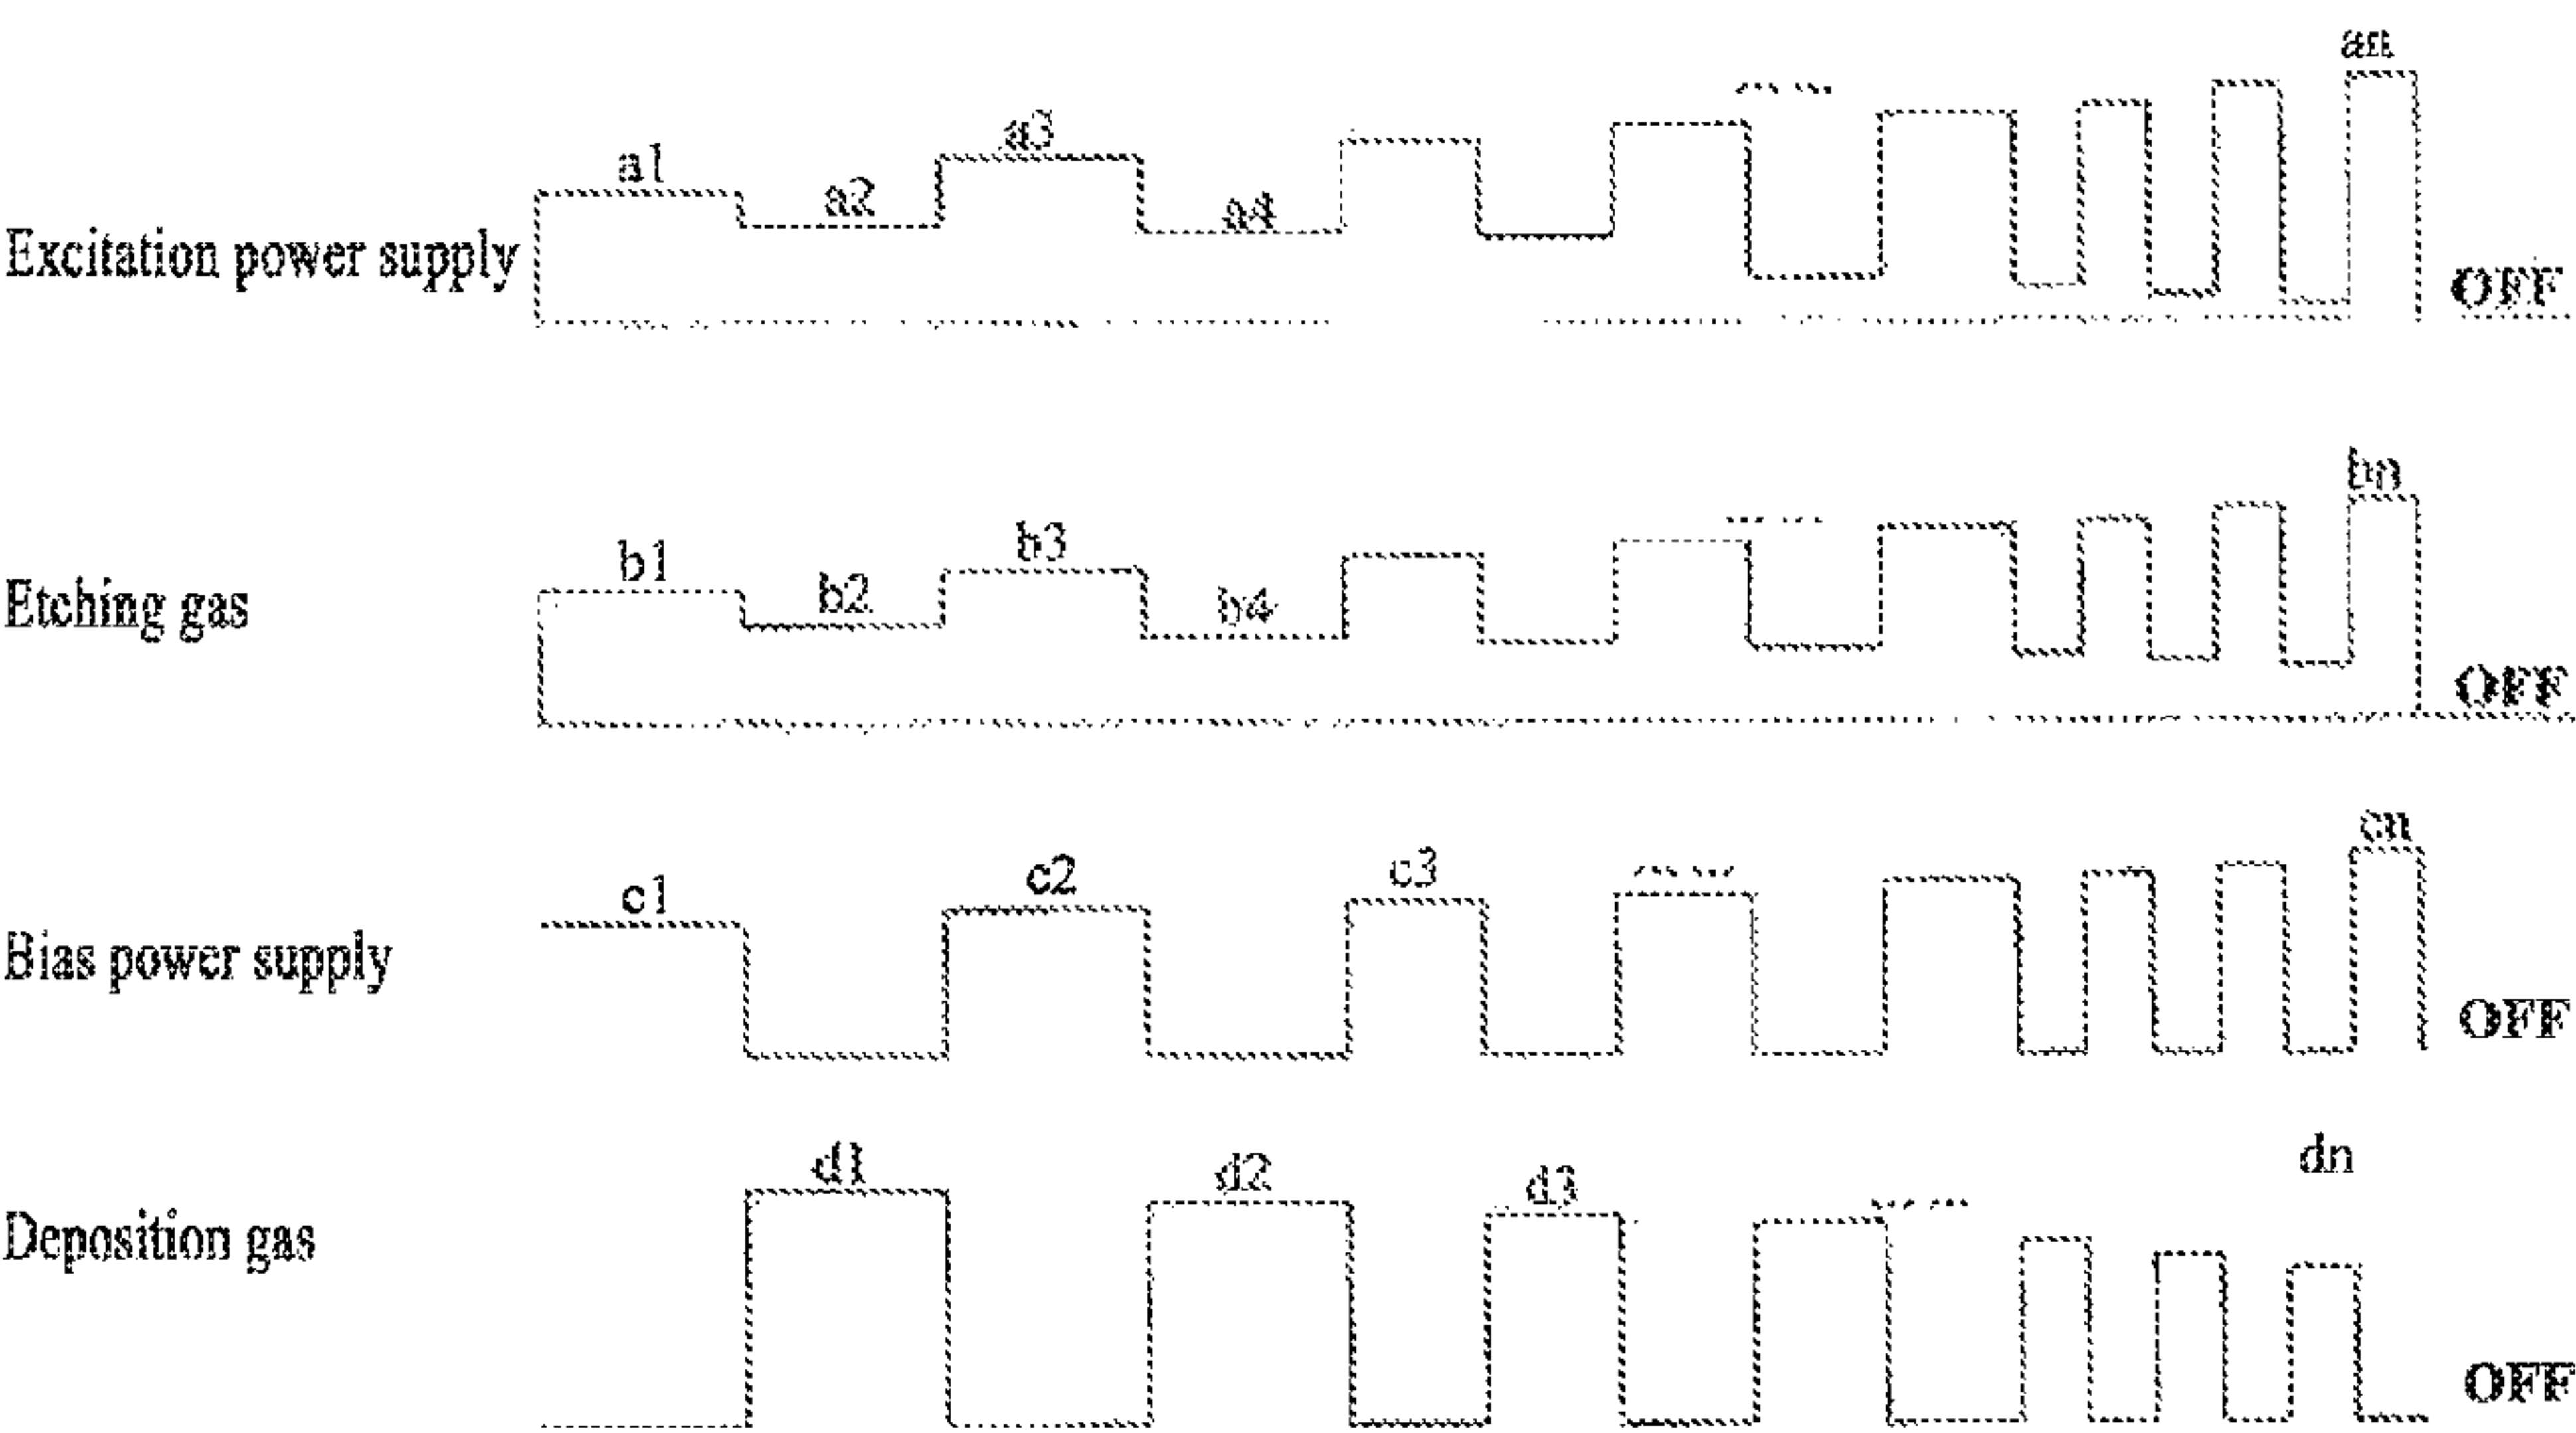 an
a1 a2 a3 a4
Excitation power supply
OFF
bn
b1 b2 b3 b4
Etching gas
OFF
cn
c1 c2 c3
Bias power supply
OFF
d1 d2 d3 dn
Deposition gas
OFF